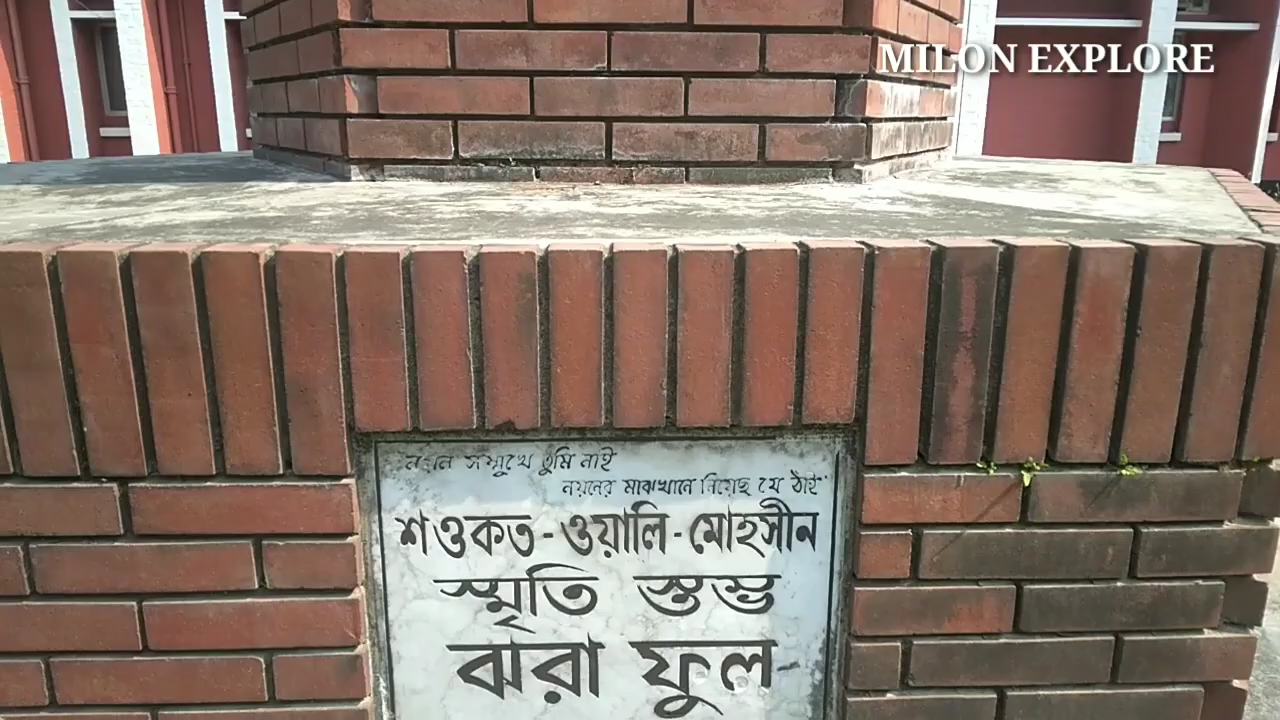 MILON EXPLORE
নয়ন সম্মুখে তুমি নাই
নয়নের মাঝখানে নিয়েছ যে ঠাঁই
শওকত-ওয়ালি-মোহসীন
স্মৃতি স্তম্ভ
ঝরা ফুল